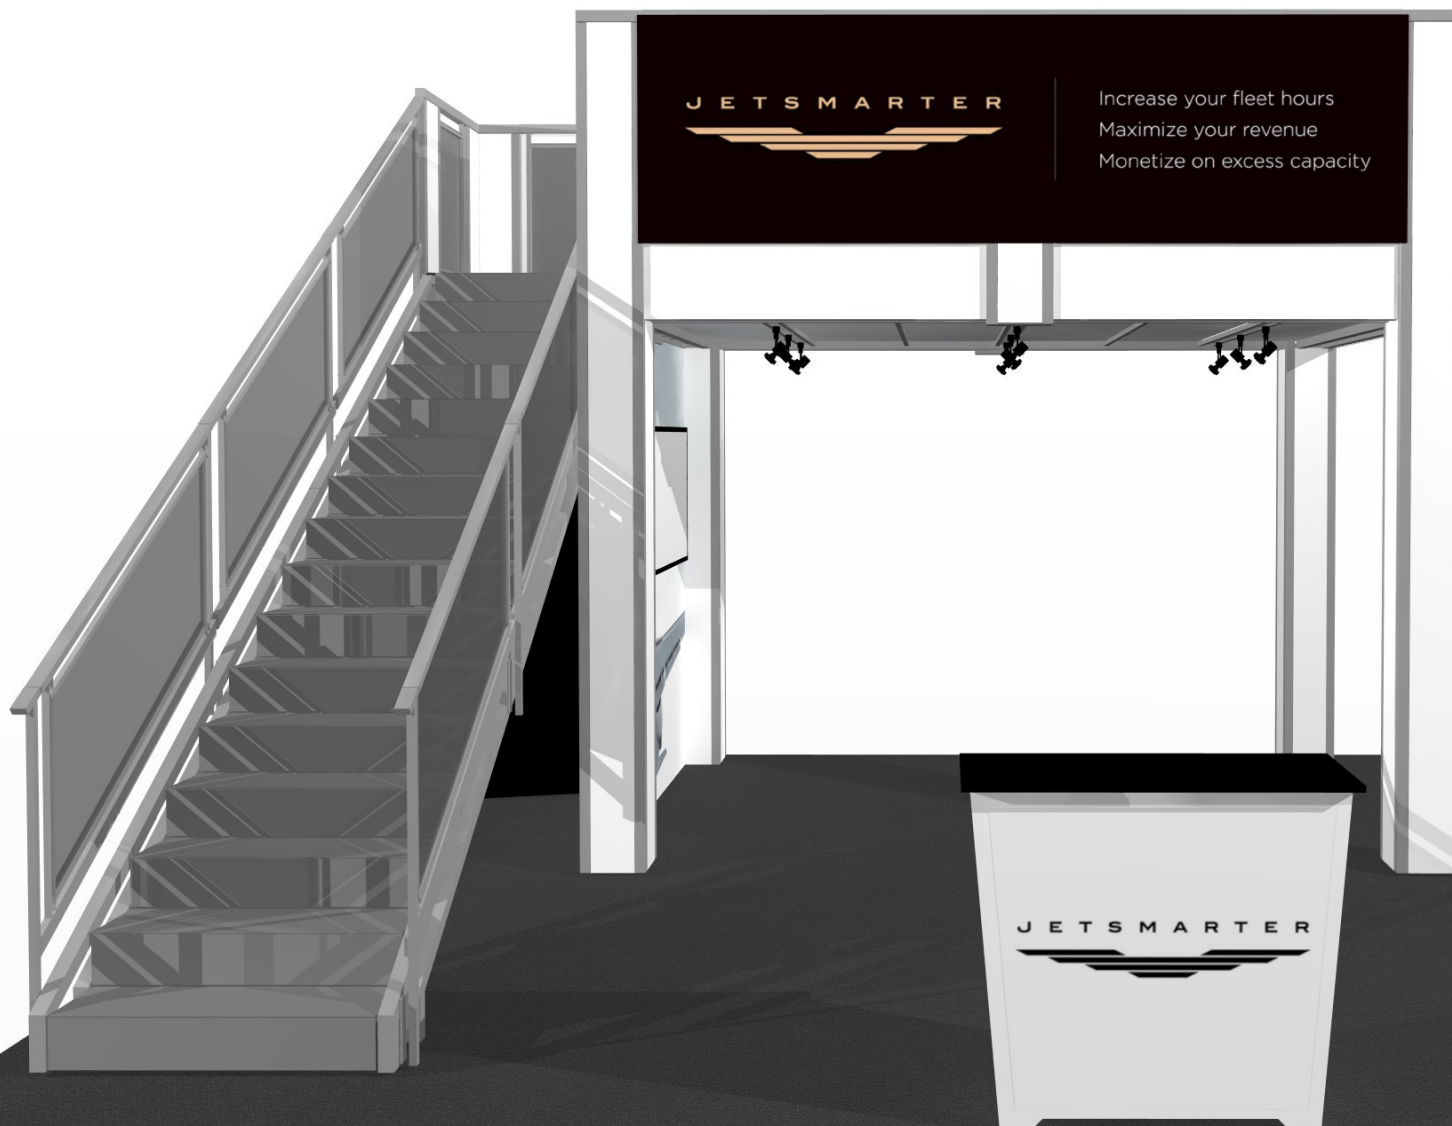 JETSMARTER
Increase your fleet hours
Maximize your revenue
Monetize on excess capacity
JETSMARTER